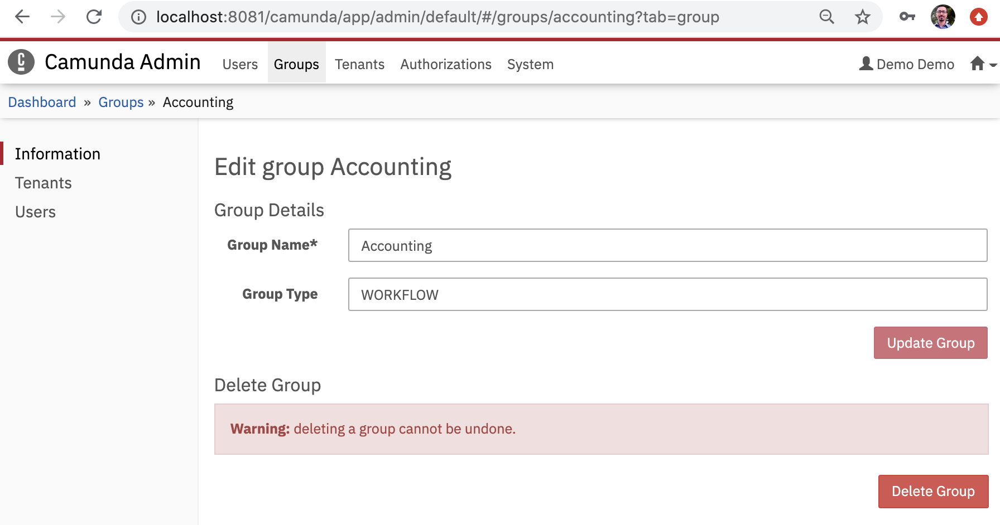 localhost:8081/camunda/app/admin/default/#/groups/accounting?tab=group
Camunda Admin Users Groups Tenants Authorizations System Demo Demo
Dashboard » Groups » Accounting
Information
Tenants
Users
Edit group Accounting
Group Details
Group Name* Accounting
Group Type WORKFLOW
Update Group
Delete Group
Warning: deleting a group cannot be undone.
Delete Group